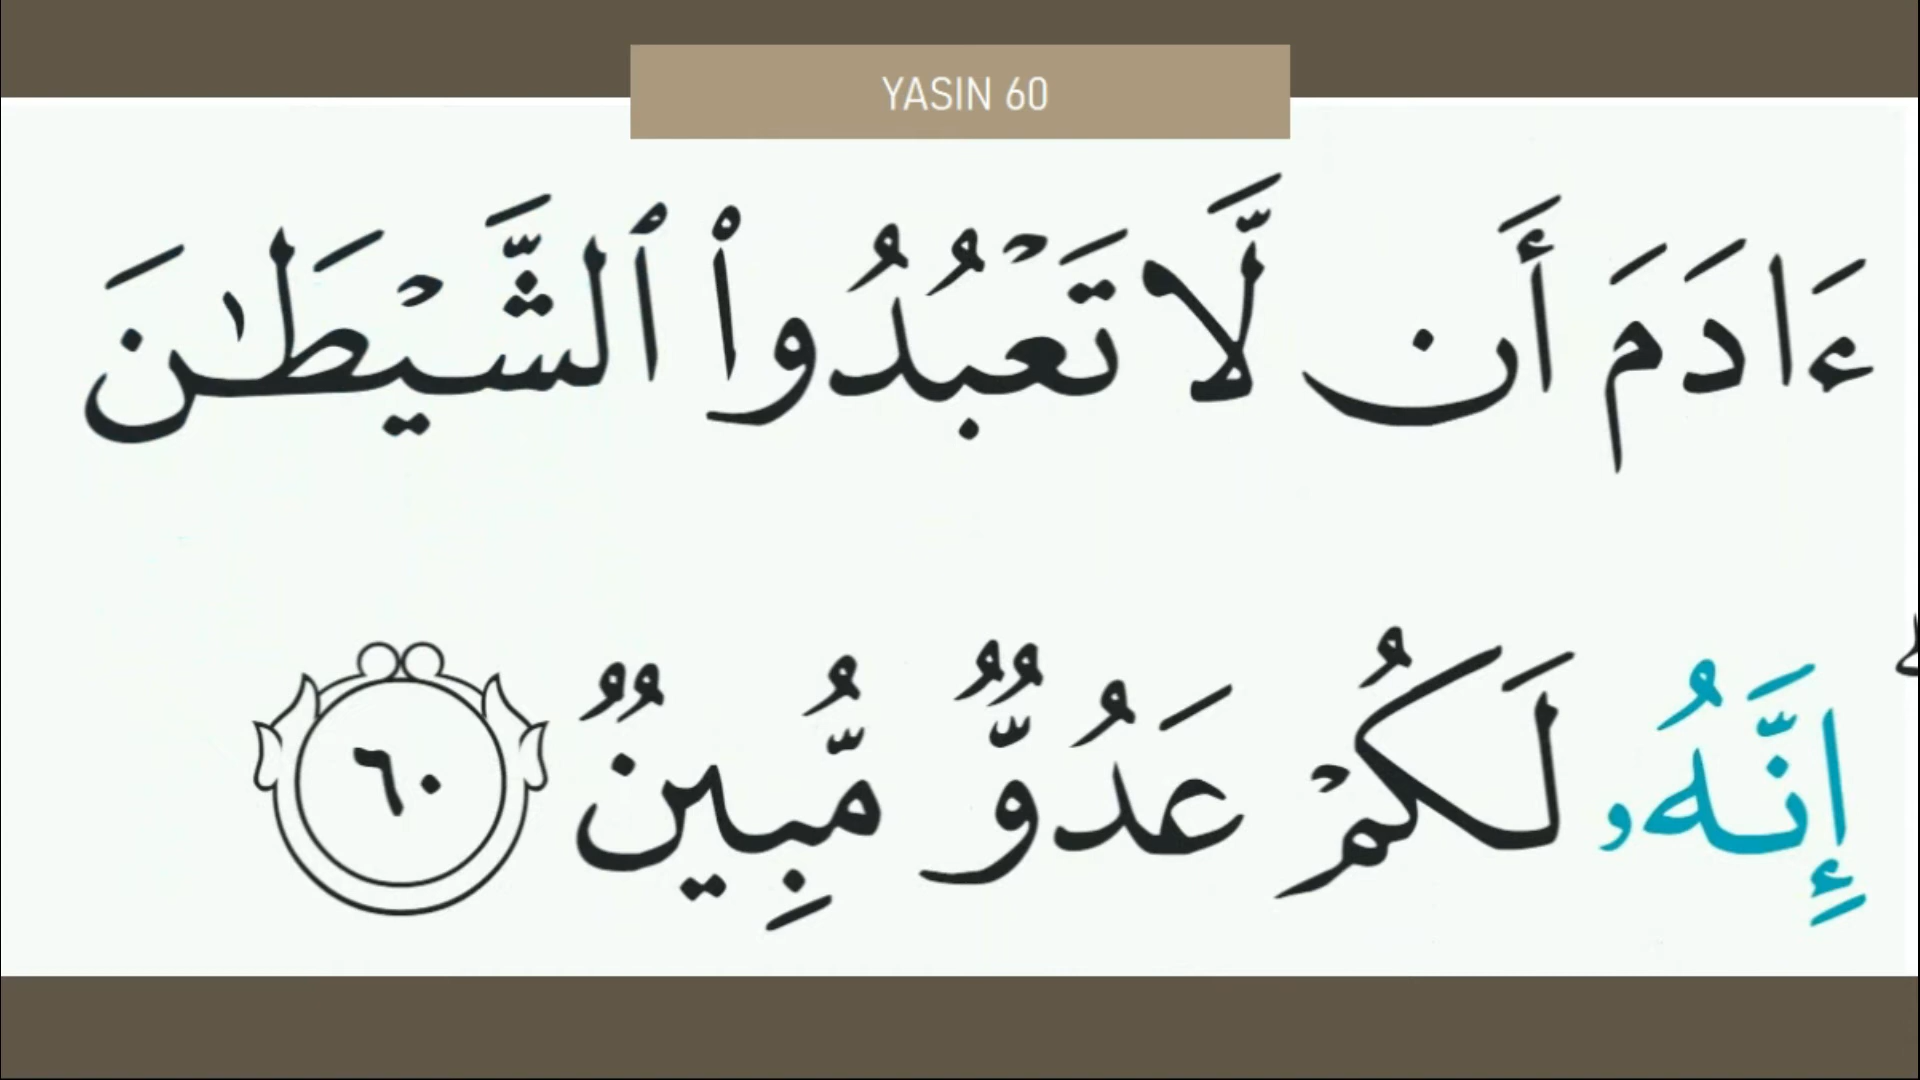 YASIN 60
ءَادَمَ أَن لَّا تَعْبُدُوا۟ ٱلشَّيْطَـٰنَ
إِنَّهُۥ لَكُمْ عَدُوٌّ مُّبِينٌ ٦٠